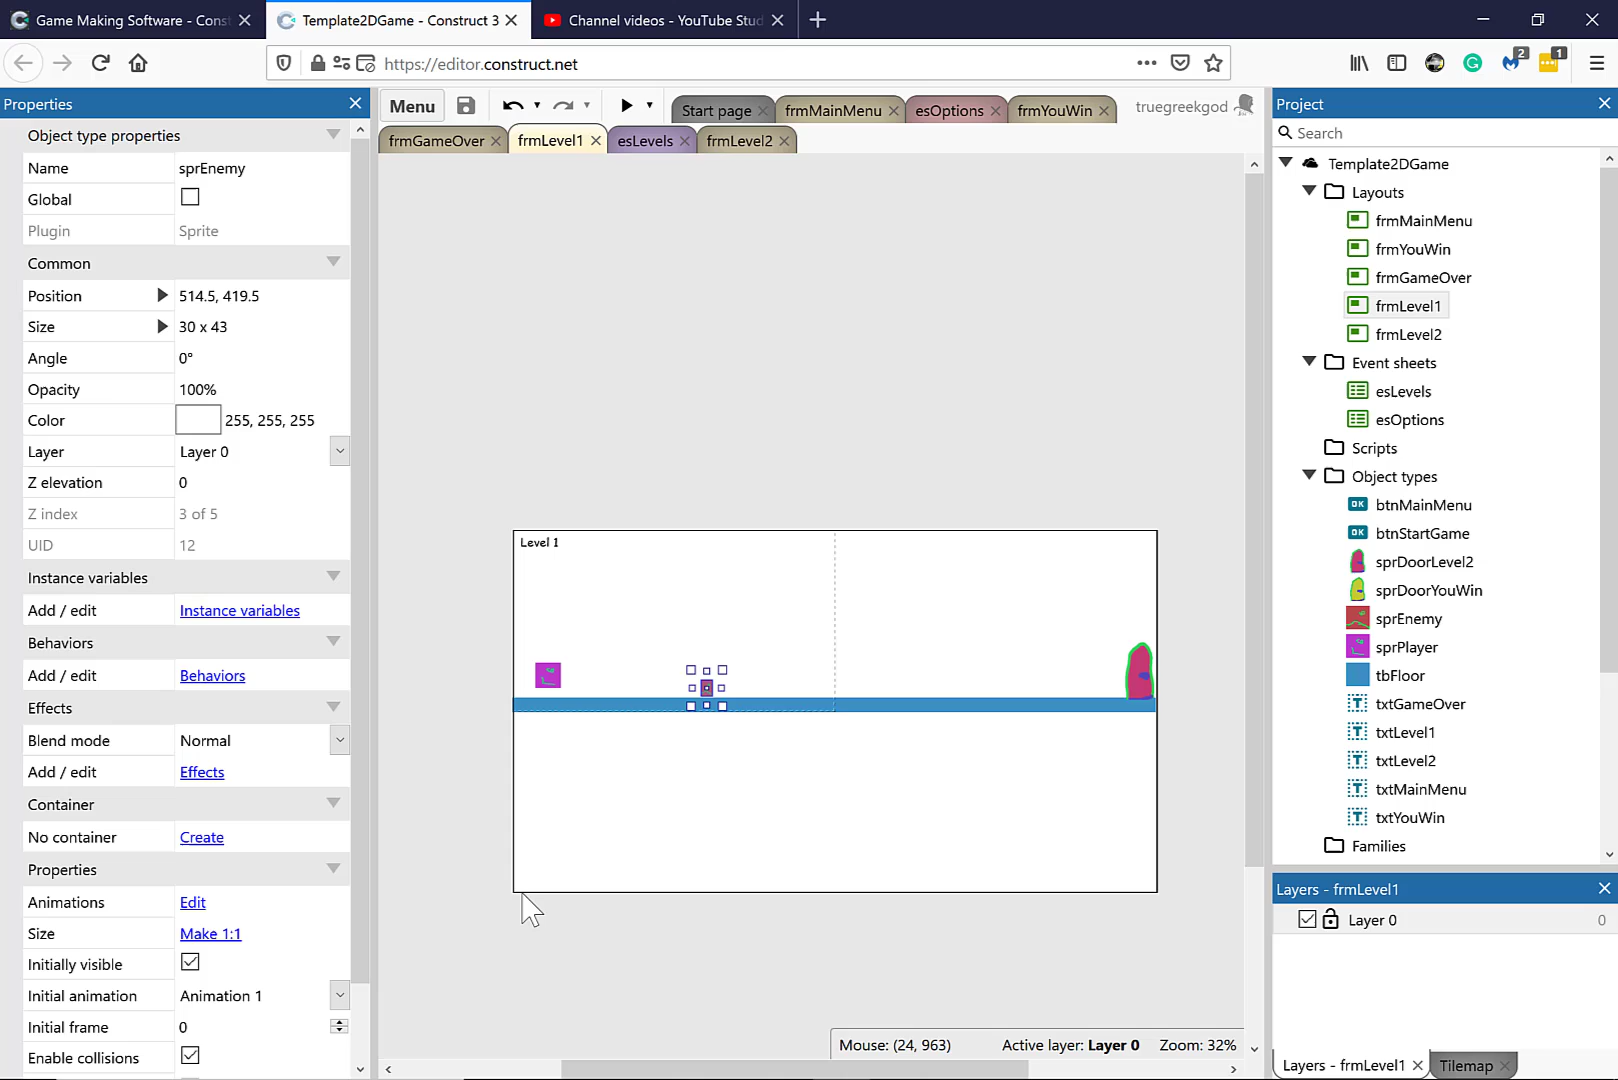 Game Making Software - Const
Template2DGame - Construct 3
Channel videos - YouTube Stud
https://editor.construct.net
2
1
Properties
Object type properties
Name sprEnemy
Global
Plugin Sprite
Common
Position 514.5, 419.5
Size 30 x 43
Angle 0°
Opacity 100%
Color 255, 255, 255
Layer Layer 0
Z elevation 0
Z index 3 of 5
UID 12
Instance variables
Add / edit Instance variables
Behaviors
Add / edit Behaviors
Effects
Blend mode Normal
Add / edit Effects
Container
No container Create
Properties
Animations Edit
Size Make 1:1
Initially visible
Initial animation Animation 1
Initial frame 0
Enable collisions
Menu
Start page
frmMainMenu
esOptions
frmYouWin
truegreekgod
frmGameOver
frmLevel1
esLevels
frmLevel2
Level 1
Mouse: (24, 963) Active layer: Layer 0 Zoom: 32%
Project
Search
Template2DGame
Layouts
frmMainMenu
frmYouWin
frmGameOver
frmLevel1
frmLevel2
Event sheets
esLevels
esOptions
Scripts
Object types
OK btnMainMenu
OK btnStartGame
sprDoorLevel2
sprDoorYouWin
sprEnemy
sprPlayer
tbFloor
T txtGameOver
T txtLevel1
T txtLevel2
T txtMainMenu
T txtYouWin
Families
Layers - frmLevel1
Layer 0 0
Layers - frmLevel1
Tilemap